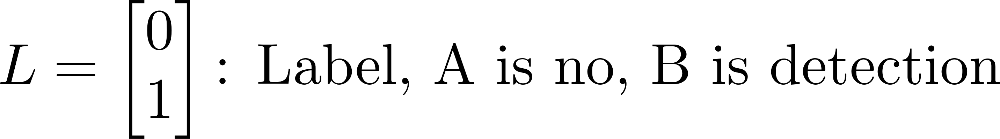 L = [0 1] : Label, A is no, B is detection